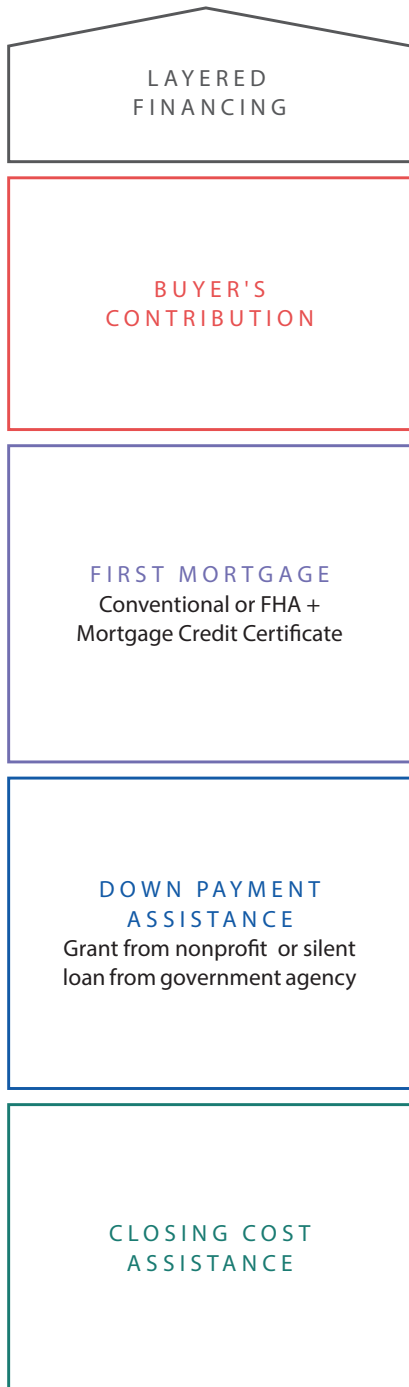 LAYERED
FINANCING
BUYER'S
CONTRIBUTION
FIRST MORTGAGE
Conventional or FHA +
Mortgage Credit Certificate
DOWN PAYMENT
ASSISTANCE
Grant from nonprofit or silent
loan from government agency
CLOSING COST
ASSISTANCE